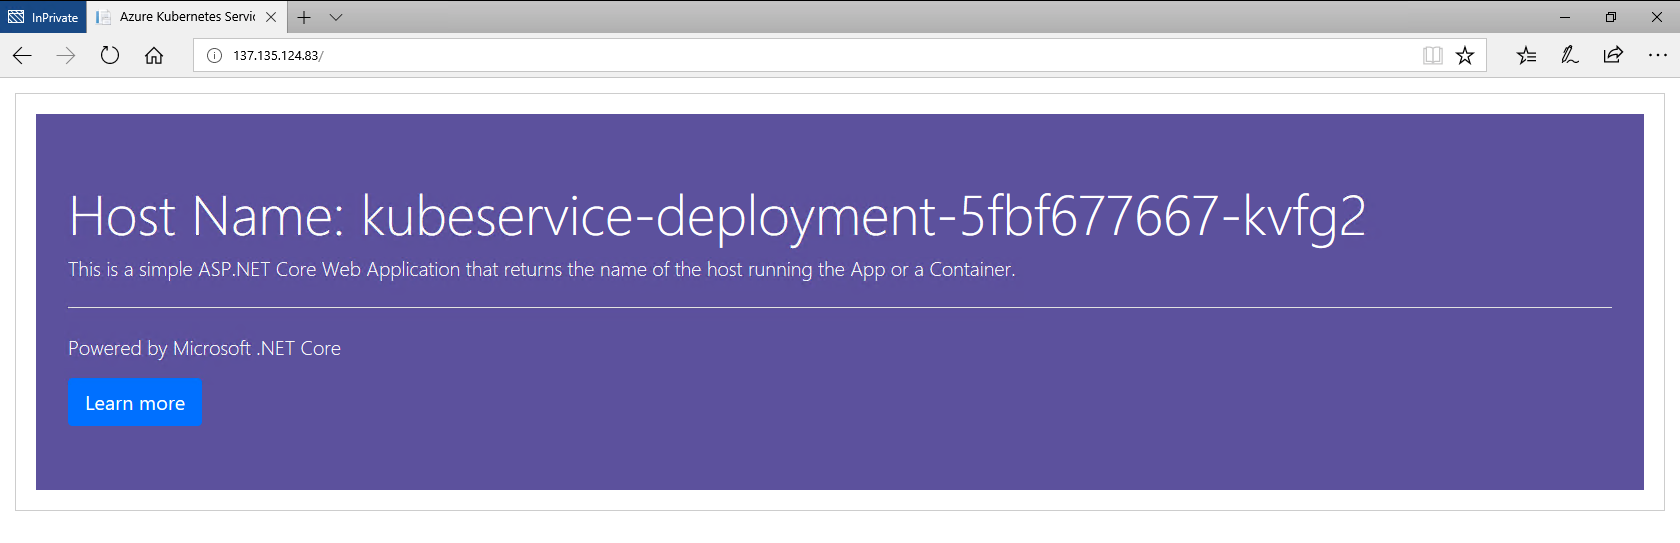 InPrivate
Azure Kubernetes Servic
137.135.124.83/
Host Name: kubeservice-deployment-5fbf677667-kvfg2
This is a simple ASP.NET Core Web Application that returns the name of the host running the App or a Container.
Powered by Microsoft .NET Core
Learn more